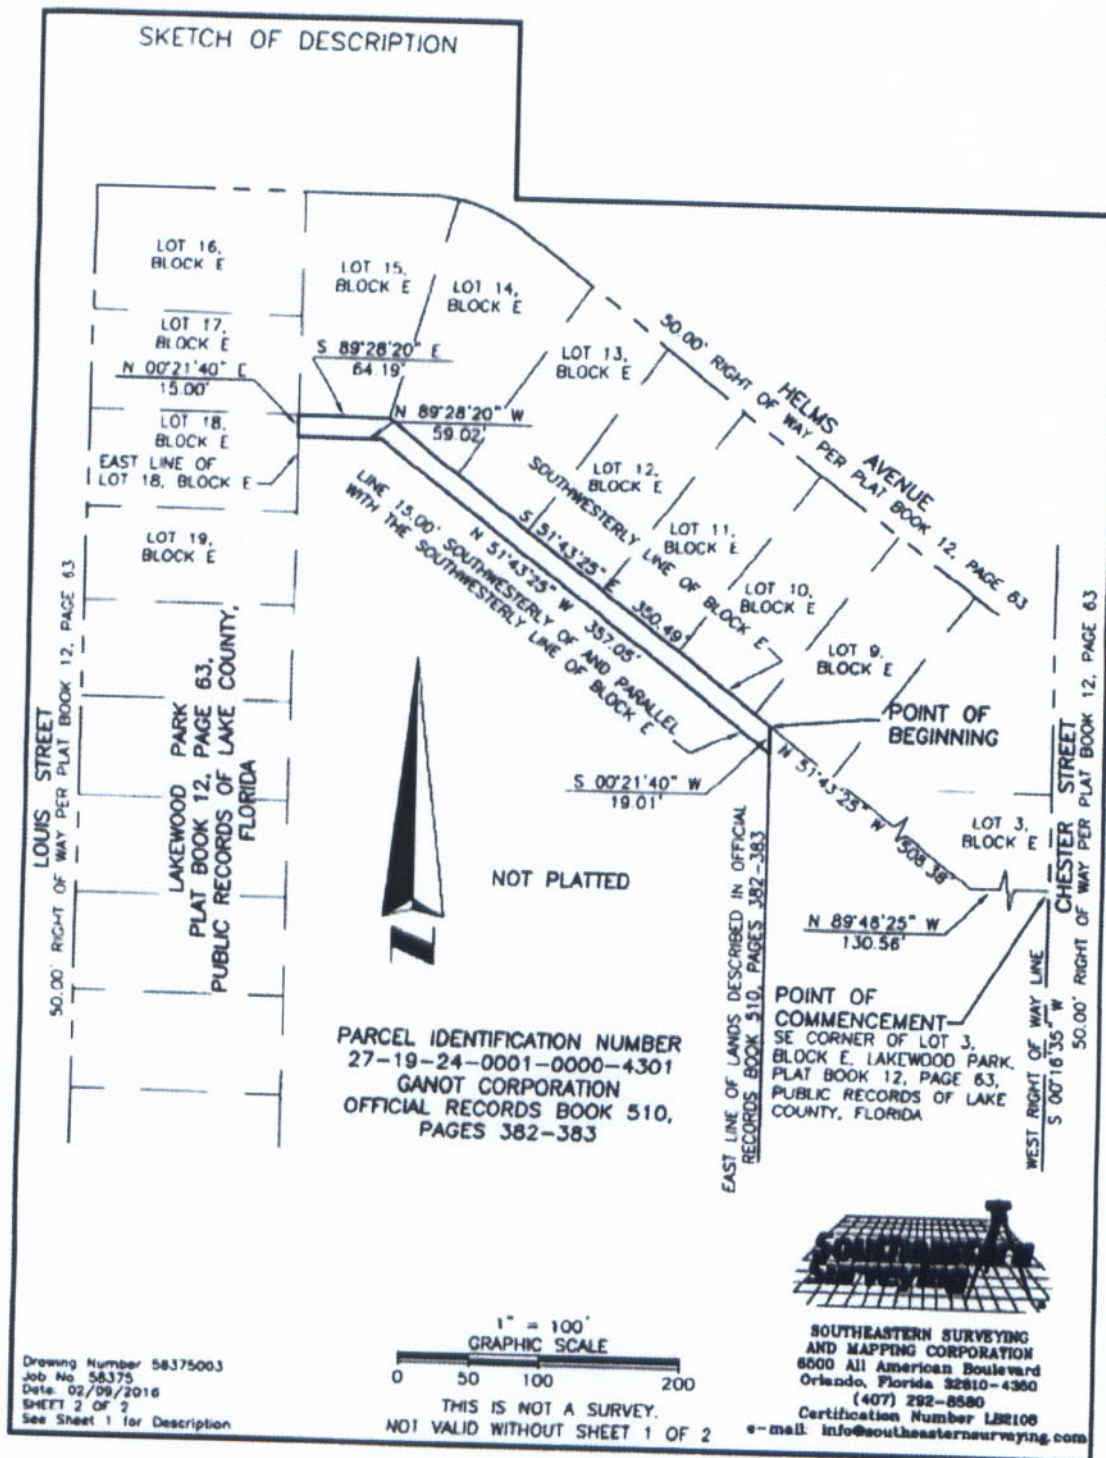 SKETCH OF DESCRIPTION
LOT 16,
BLOCK E
LOT 15,
BLOCK E
LOT 14,
BLOCK E
LOT 17,
BLOCK E
S 89°28'20" E
64.19'
LOT 13,
BLOCK E
50.00' RIGHT OF WAY PER PLAT BOOK 12, PAGE 63
HELMS AVENUE
N 00°21'40" E
15.00'
LOT 18,
BLOCK E
N 89°28'20" W
59.02'
EAST LINE OF
LOT 18, BLOCK E
LOT 12,
BLOCK E
SOUTHWESTERLY LINE OF BLOCK E
LOT 11,
BLOCK E
LOT 19,
BLOCK E
LINE 15.00' SOUTHWESTERLY OF AND PARALLEL
WITH THE SOUTHWESTERLY LINE OF BLOCK E
N 51°43'25" W 357.05'
S 51°43'25" E 350.49'
LOT 10,
BLOCK E
LOT 9,
BLOCK E
LOUIS STREET
50.00' RIGHT OF WAY PER PLAT BOOK 12, PAGE 63
LAKEWOOD PARK
PLAT BOOK 12, PAGE 63,
PUBLIC RECORDS OF LAKE COUNTY,
FLORIDA
POINT OF
BEGINNING
S 00°21'40" W
19.01'
N 51°43'25" W 508.38'
LOT 3,
BLOCK E
CHESTER STREET
50.00' RIGHT OF WAY PER PLAT BOOK 12, PAGE 63
NOT PLATTED
N
N 89°48'25" W
130.56'
EAST LINE OF LANDS DESCRIBED IN OFFICIAL
RECORDS BOOK 510, PAGES 382-383
POINT OF
COMMENCEMENT
SE CORNER OF LOT 3,
BLOCK E, LAKEWOOD PARK,
PLAT BOOK 12, PAGE 63,
PUBLIC RECORDS OF LAKE
COUNTY, FLORIDA
WEST RIGHT OF WAY LINE
S 00°16'35" W
PARCEL IDENTIFICATION NUMBER
27-19-24-0001-0000-4301
GANOT CORPORATION
OFFICIAL RECORDS BOOK 510,
PAGES 382-383
Southeastern
Surveying
SOUTHEASTERN SURVEYING
AND MAPPING CORPORATION
6500 All American Boulevard
Orlando, Florida 32810-4350
(407) 292-8580
Certification Number LB2108
e-mail: info@southeasternsurveying.com
1" = 100'
GRAPHIC SCALE
0 50 100 200
THIS IS NOT A SURVEY.
NOT VALID WITHOUT SHEET 1 OF 2
Drawing Number 58375003
Job No. 58375
Date: 02/09/2016
SHEET 2 OF 2
See Sheet 1 for Description